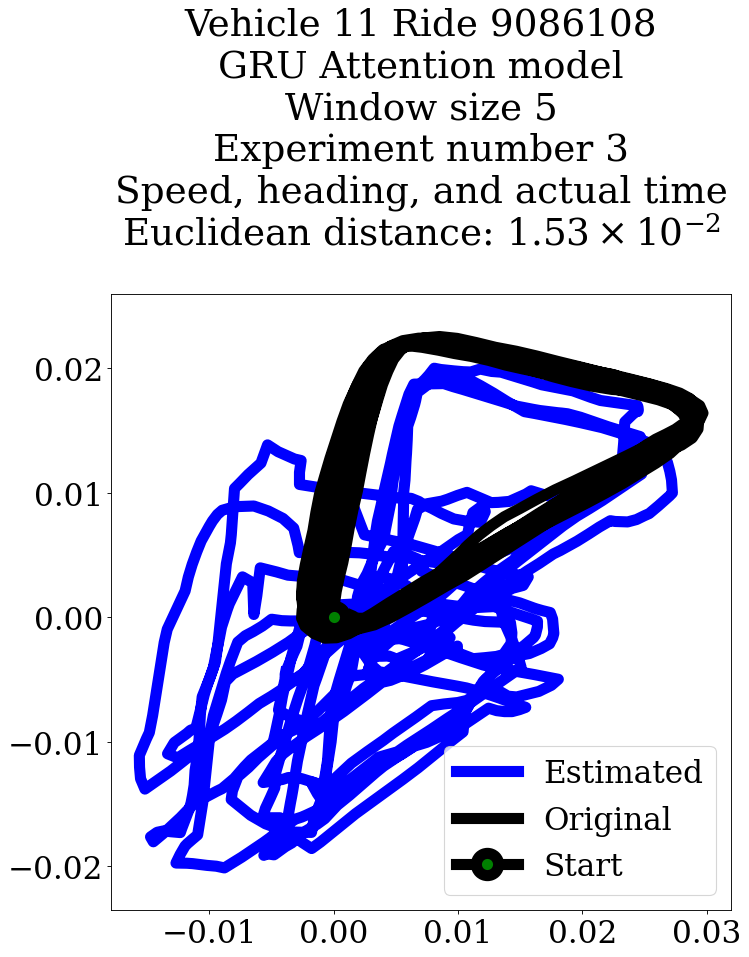 Vehicle 11 Ride 9086108
GRU Attention model
Window size 5
Experiment number 3
Speed, heading, and actual time
Euclidean distance: 1.53 × 10⁻²
0.02
0.01
0.00
−0.01
−0.02
Estimated
Original
Start
−0.01 0.00 0.01 0.02 0.03